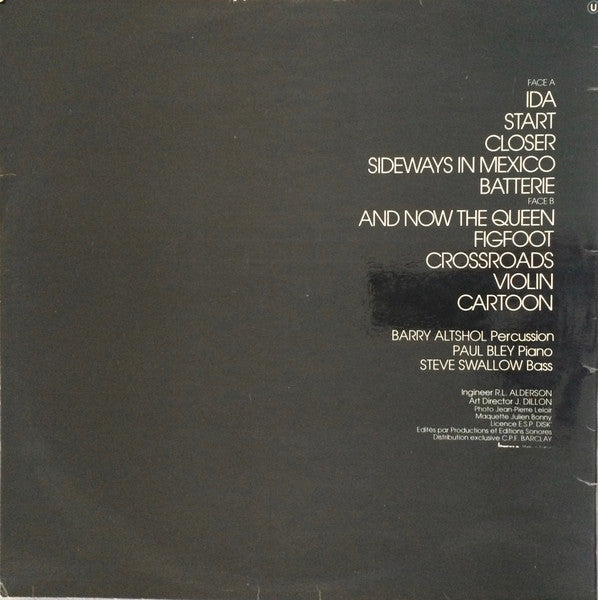 U
FACE A
IDA
START
CLOSER
SIDEWAYS IN MEXICO
BATTERIE
FACE B
AND NOW THE QUEEN
FIGFOOT
CROSSROADS
VIOLIN
CARTOON
BARRY ALTSHOL Percussion
PAUL BLEY Piano
STEVE SWALLOW Bass
Ingineer R.L. ALDERSON
Art Director J. DILLON
Photo Jean-Pierre Leloir
Maquette Julien Bonny
Licence E.S.P. DISK'
Edités par Productions et Editions Sonores
Distribution exclusive C.P.F. BARCLAY